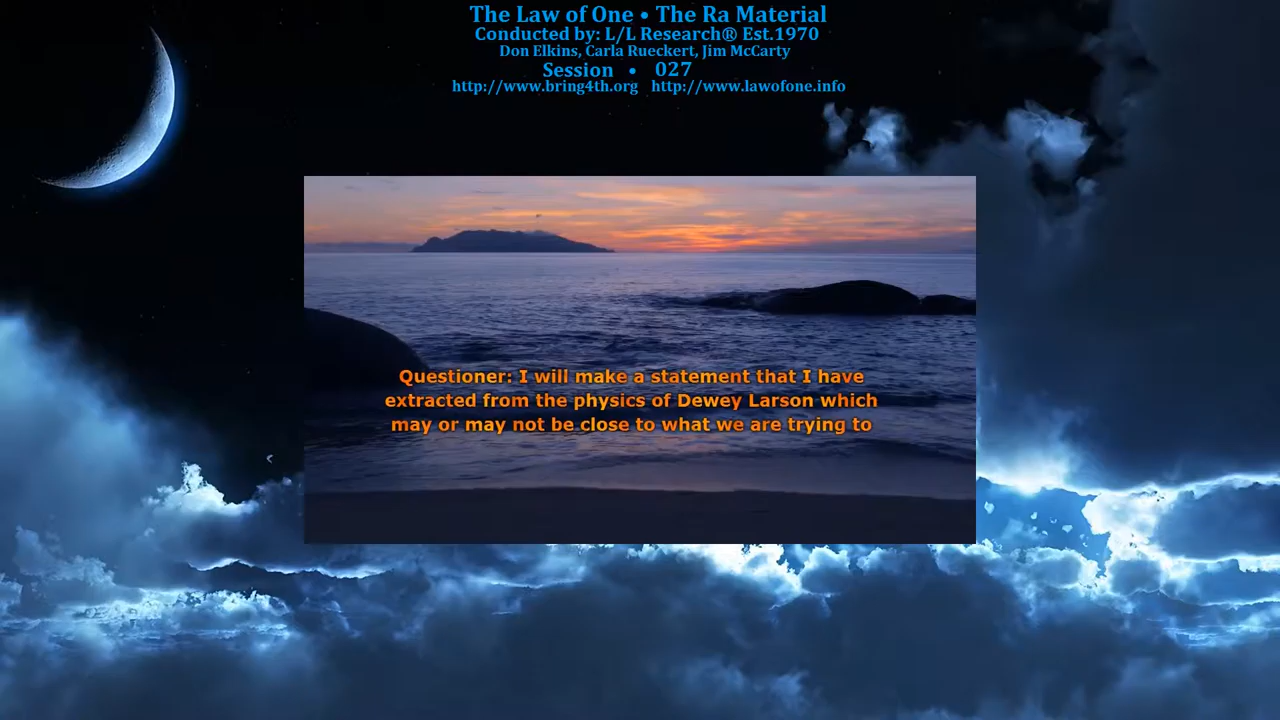 The Law of One • The Ra Material
Conducted by: L/L Research® Est.1970
Don Elkins, Carla Rueckert, Jim McCarty
Session • 027
http://www.bring4th.org http://www.lawofone.info
Questioner: I will make a statement that I have
extracted from the physics of Dewey Larson which
may or may not be close to what we are trying to